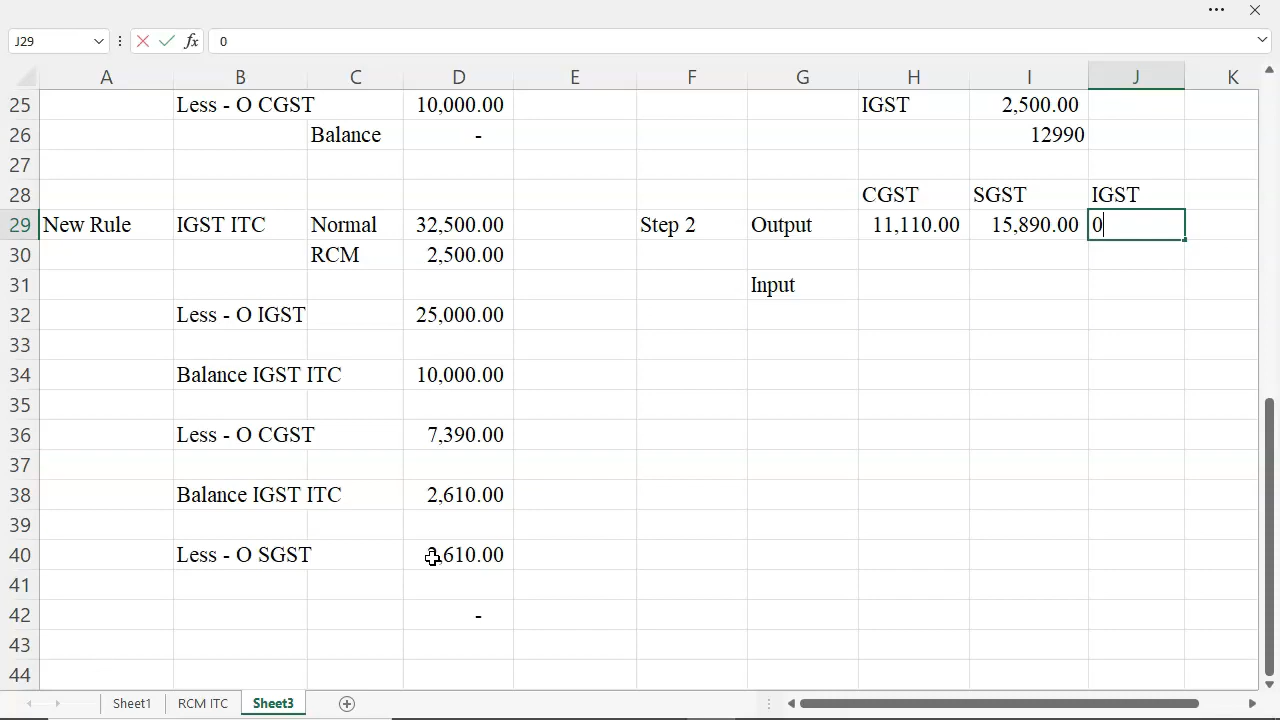 J29 fx 0
A B C D E F G H I J K
25 Less - O CGST 10,000.00 IGST 2,500.00
26 Balance - 12990
27
28 CGST SGST IGST
29 New Rule IGST ITC Normal 32,500.00 Step 2 Output 11,110.00 15,890.00 0
30 RCM 2,500.00
31 Input
32 Less - O IGST 25,000.00
33
34 Balance IGST ITC 10,000.00
35
36 Less - O CGST 7,390.00
37
38 Balance IGST ITC 2,610.00
39
40 Less - O SGST ,610.00
41
42 -
43
44
Sheet1 RCM ITC Sheet3